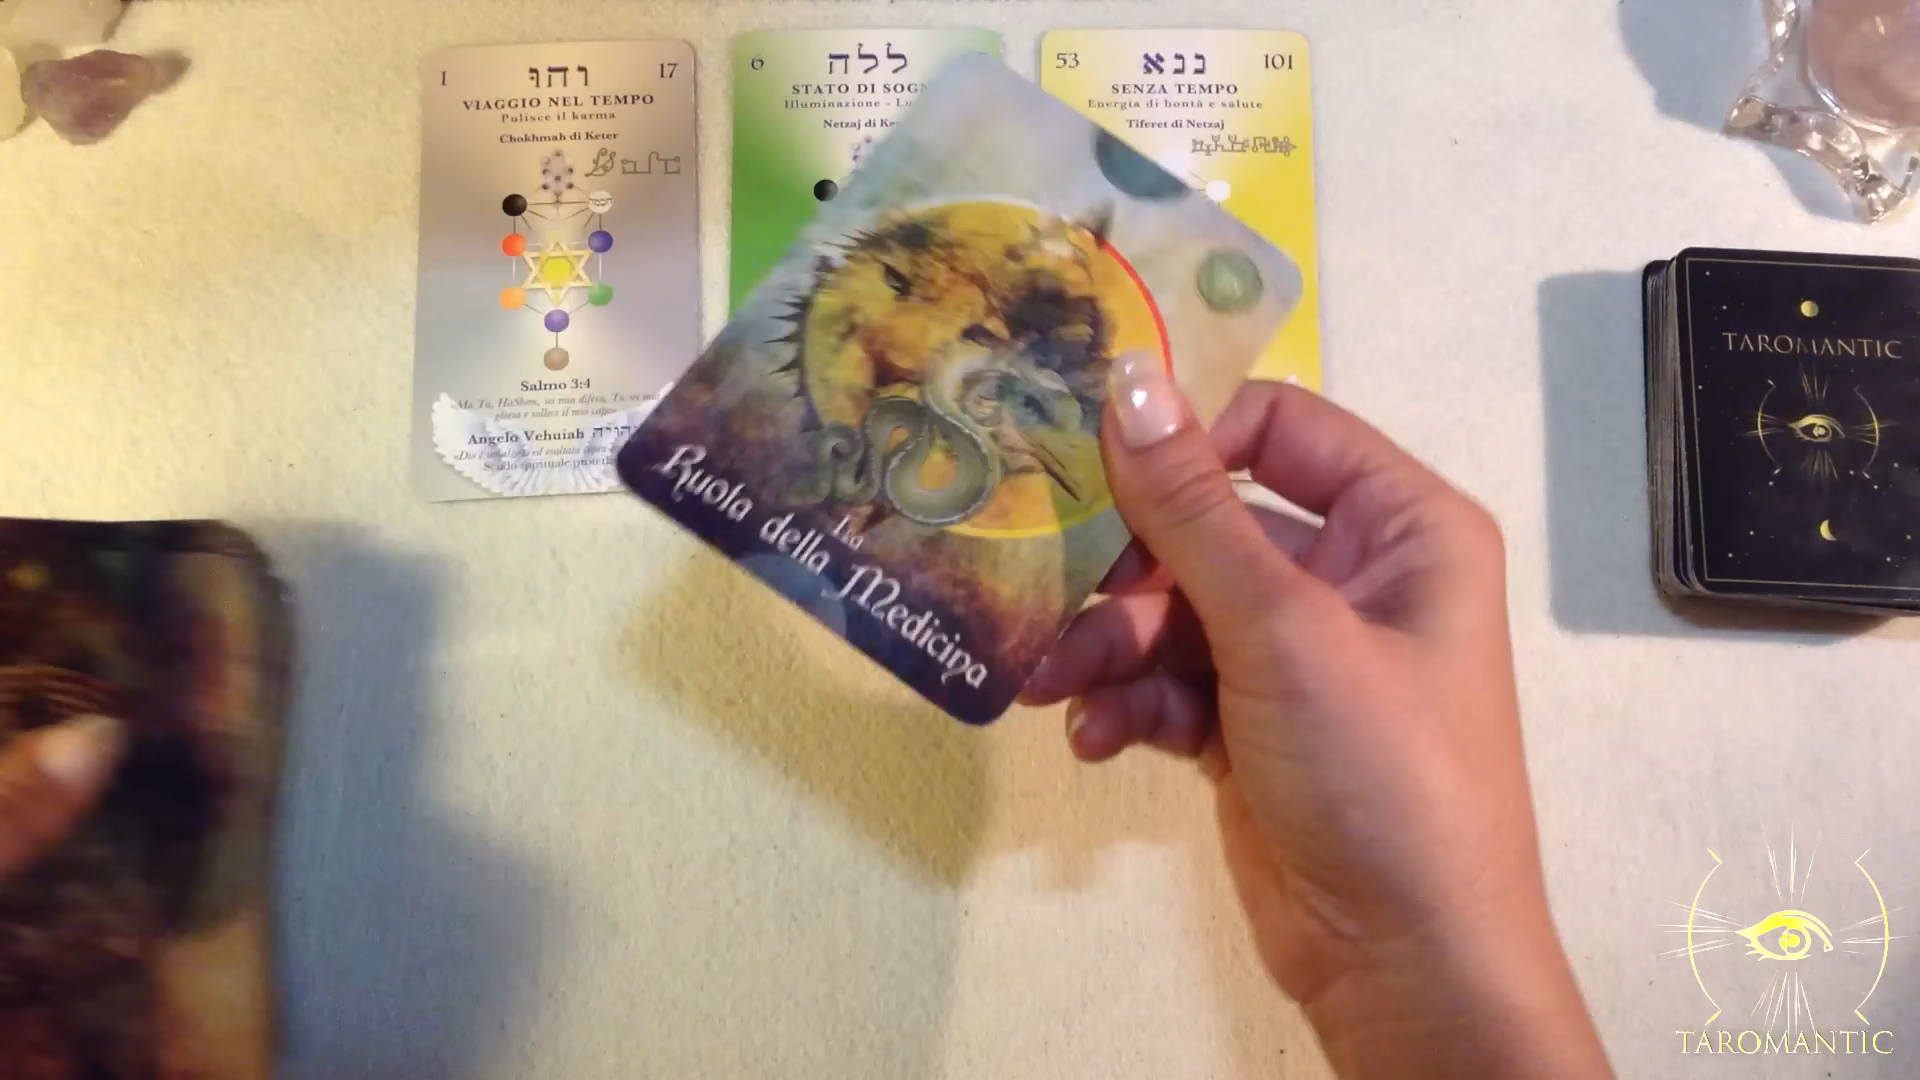 1 והו 17
VIAGGIO NEL TEMPO
Pulisce il karma
Chokhmah di Keter
Salmo 3:4
Angelo Vehuiah
6 ללה
STATO DI
Illuminazione -
Netzaj di
53 ננא 101
SENZA TEMPO
Energia di bontà e salute
Tiferet di Netzaj
La
Ruota della Medicina
TAROMANTIC
TAROMANTIC